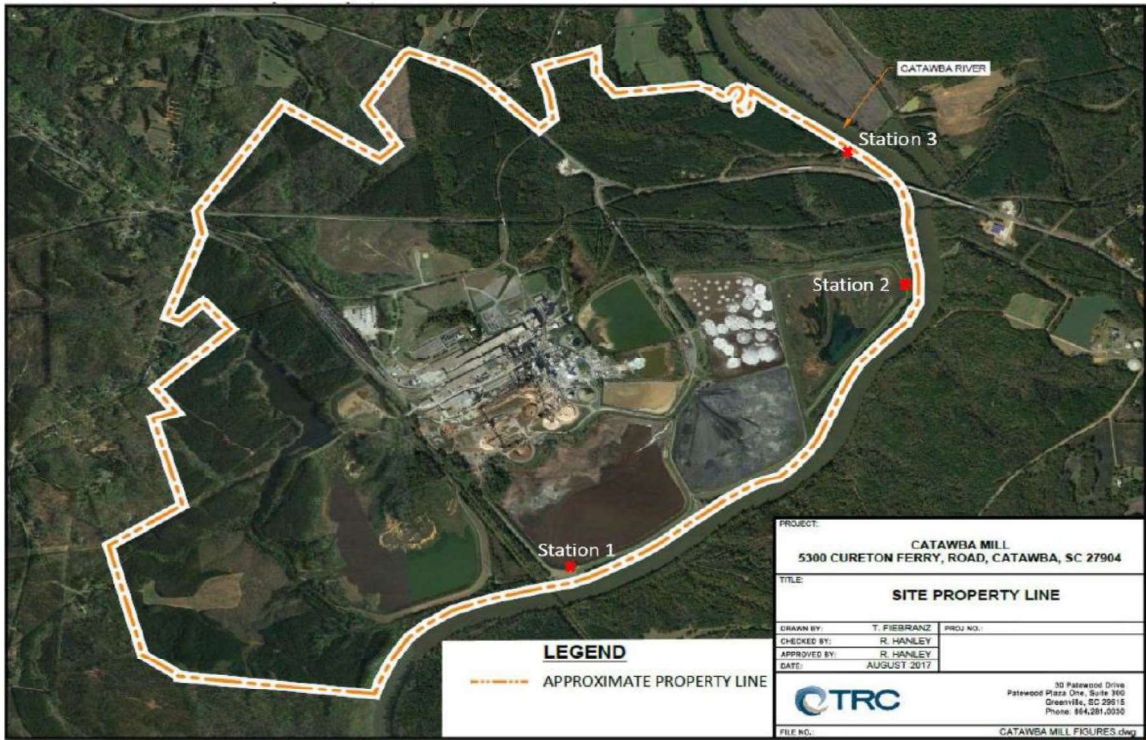 CATAWBA RIVER
Station 3
Station 2
Station 1
LEGEND
APPROXIMATE PROPERTY LINE
PROJECT:
CATAWBA MILL
5300 CURETON FERRY, ROAD, CATAWBA, SC 27904
TITLE:
SITE PROPERTY LINE
DRAWN BY: T. FIEBRANZ PROJ NO.:
CHECKED BY: R. HANLEY
APPROVED BY: R. HANLEY
DATE: AUGUST 2017
TRC
30 Patewood Drive
Patewood Plaza One, Suite 300
Greenville, SC 29615
Phone: 864.281.0030
FILE NO.: CATAWBA MILL FIGURES.dwg